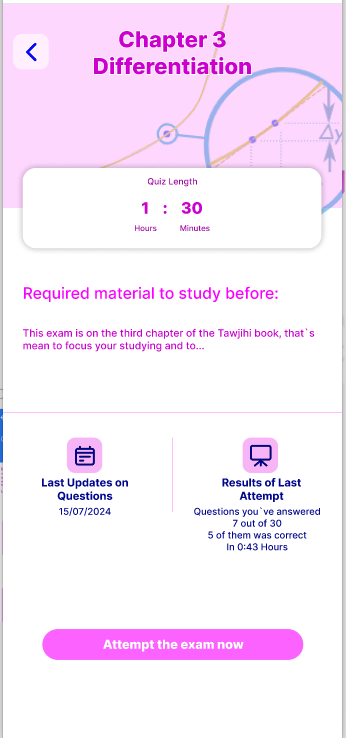 Chapter 3
Differentiation
Δy
Quiz Length
1 : 30
Hours Minutes
Required material to study before:
This exam is on the third chapter of the Tawjihi book, that`s
mean to focus your studying and to...
Last Updates on
Questions
15/07/2024
Results of Last
Attempt
Questions you`ve answered
7 out of 30
5 of them was correct
In 0:43 Hours
Attempt the exam now